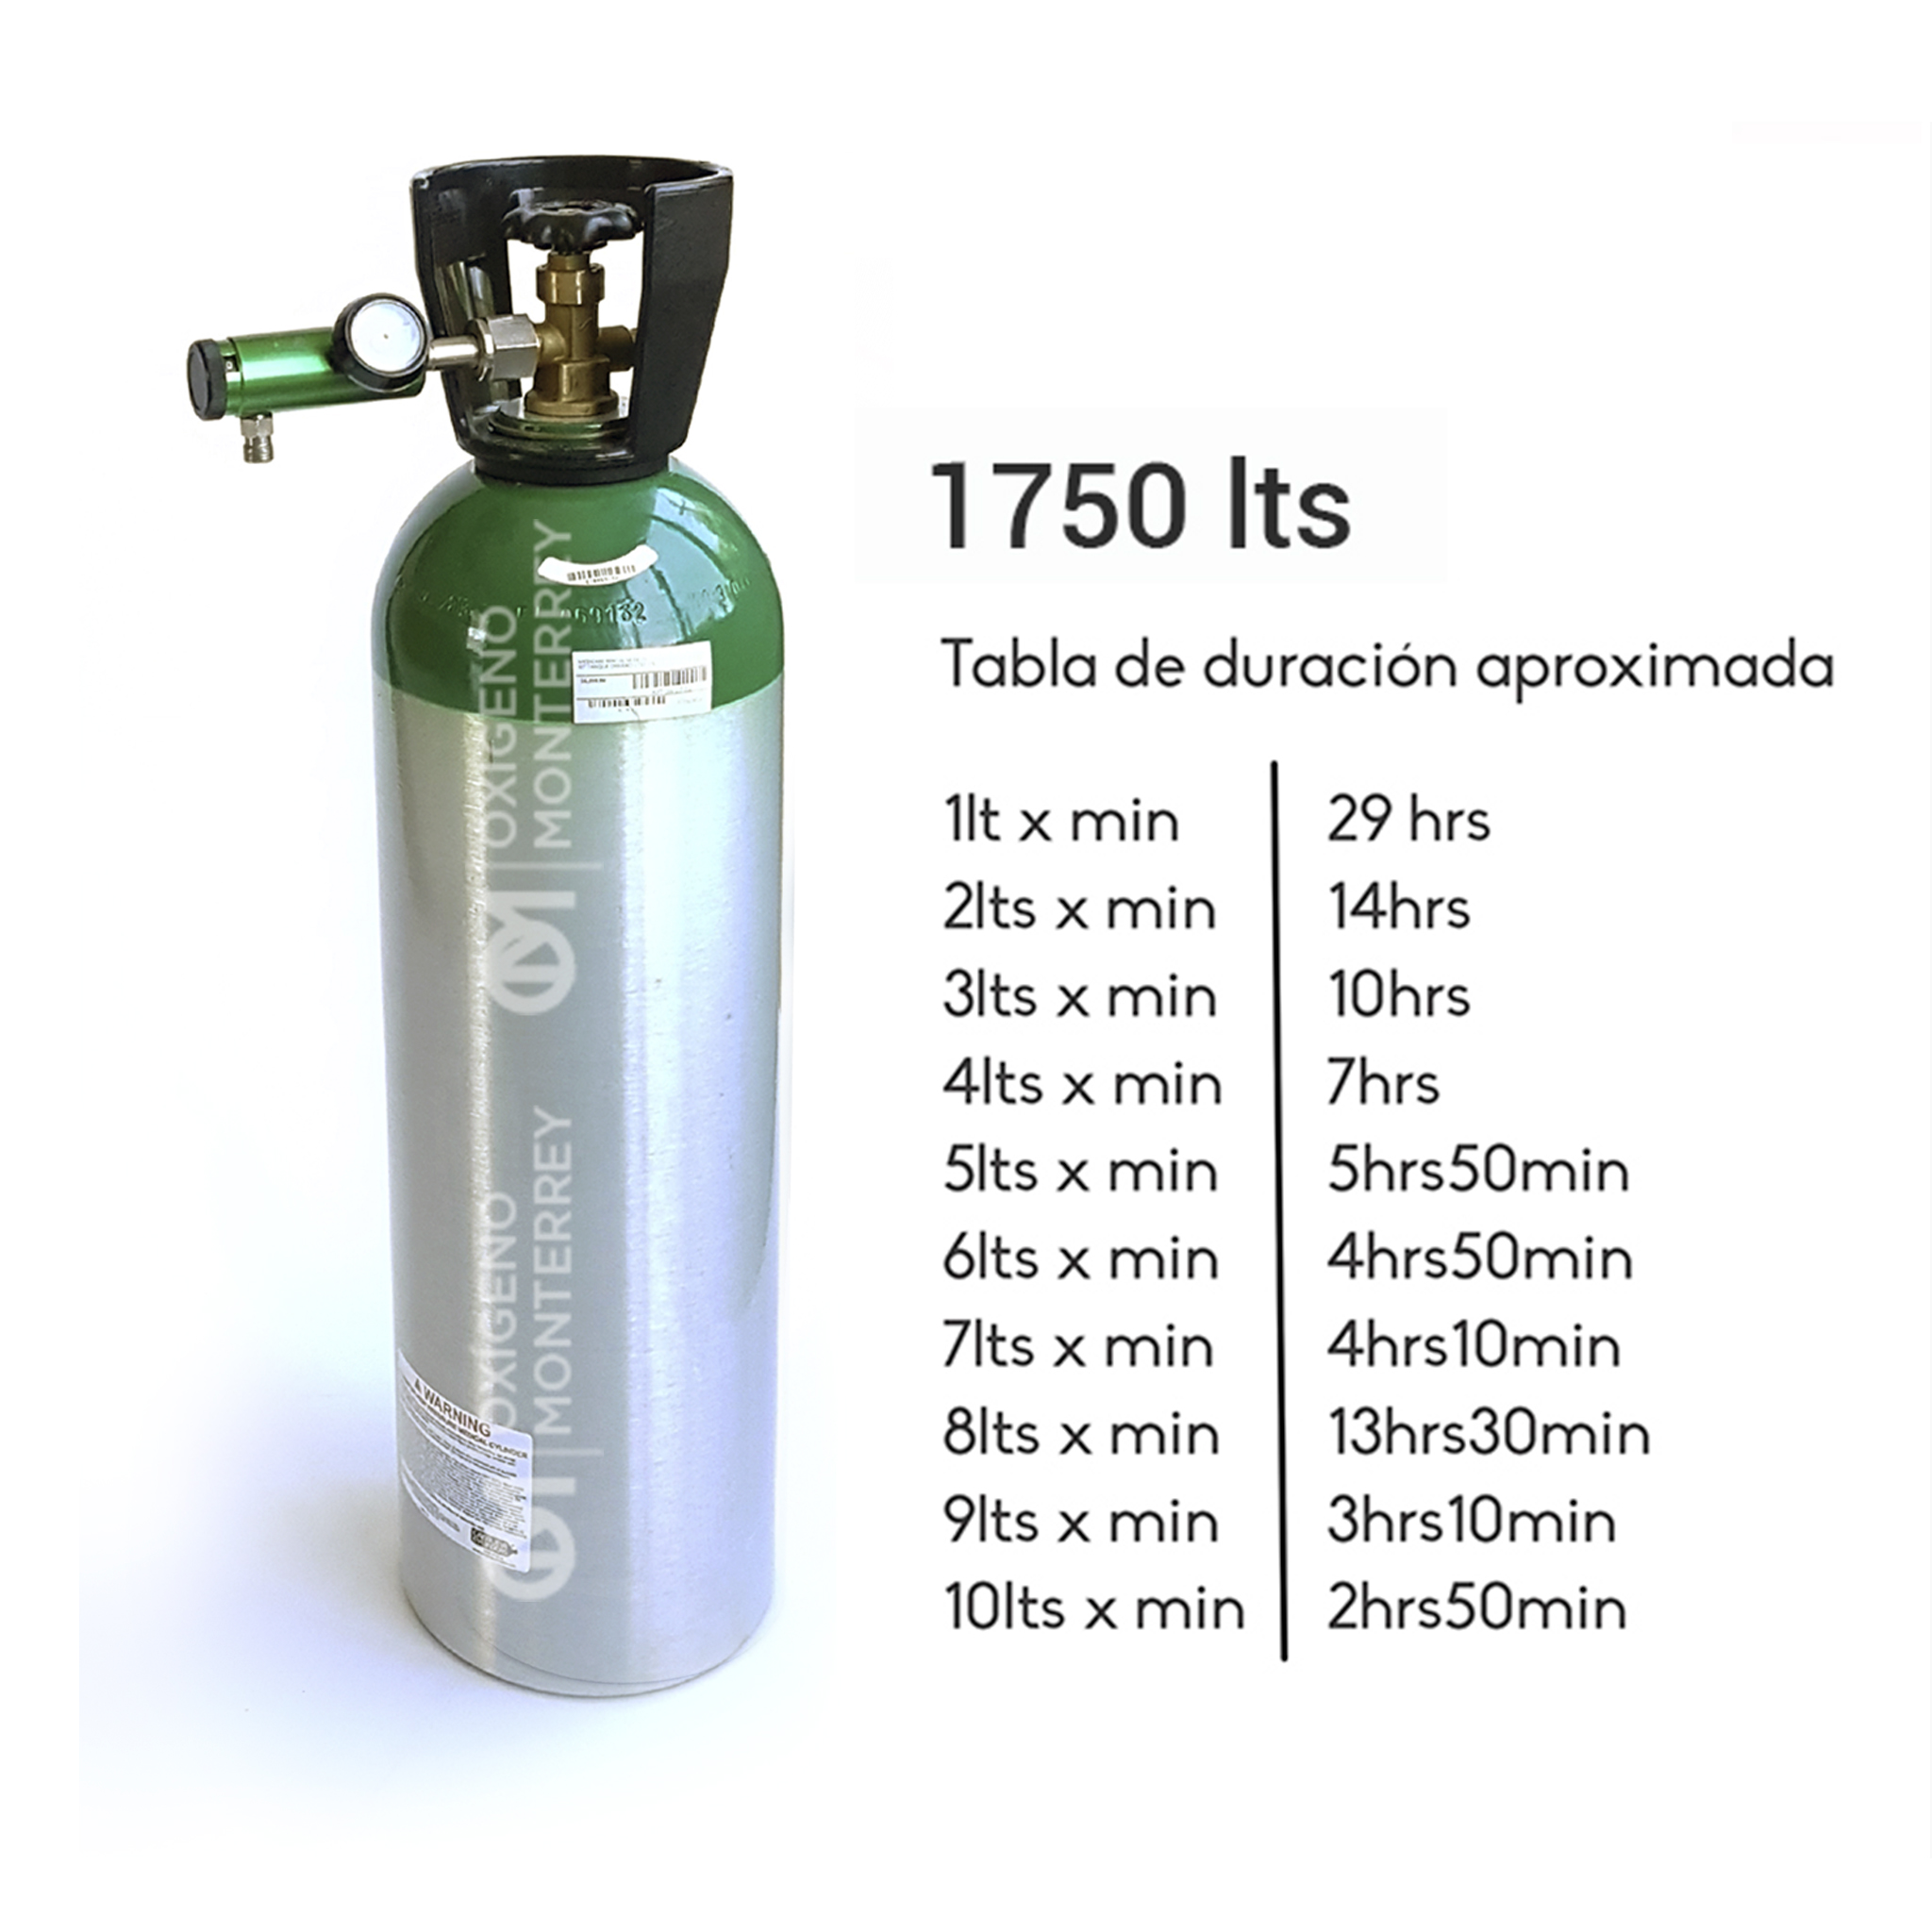 1750 lts
Tabla de duración aproximada
1lt x min 29 hrs
2lts x min 14hrs
3lts x min 10hrs
4lts x min 7hrs
5lts x min 5hrs50min
6lts x min 4hrs50min
7lts x min 4hrs10min
8lts x min 13hrs30min
9lts x min 3hrs10min
10lts x min 2hrs50min
OXIGENO
MONTERREY
OXIGENO
MONTERREY
WARNING